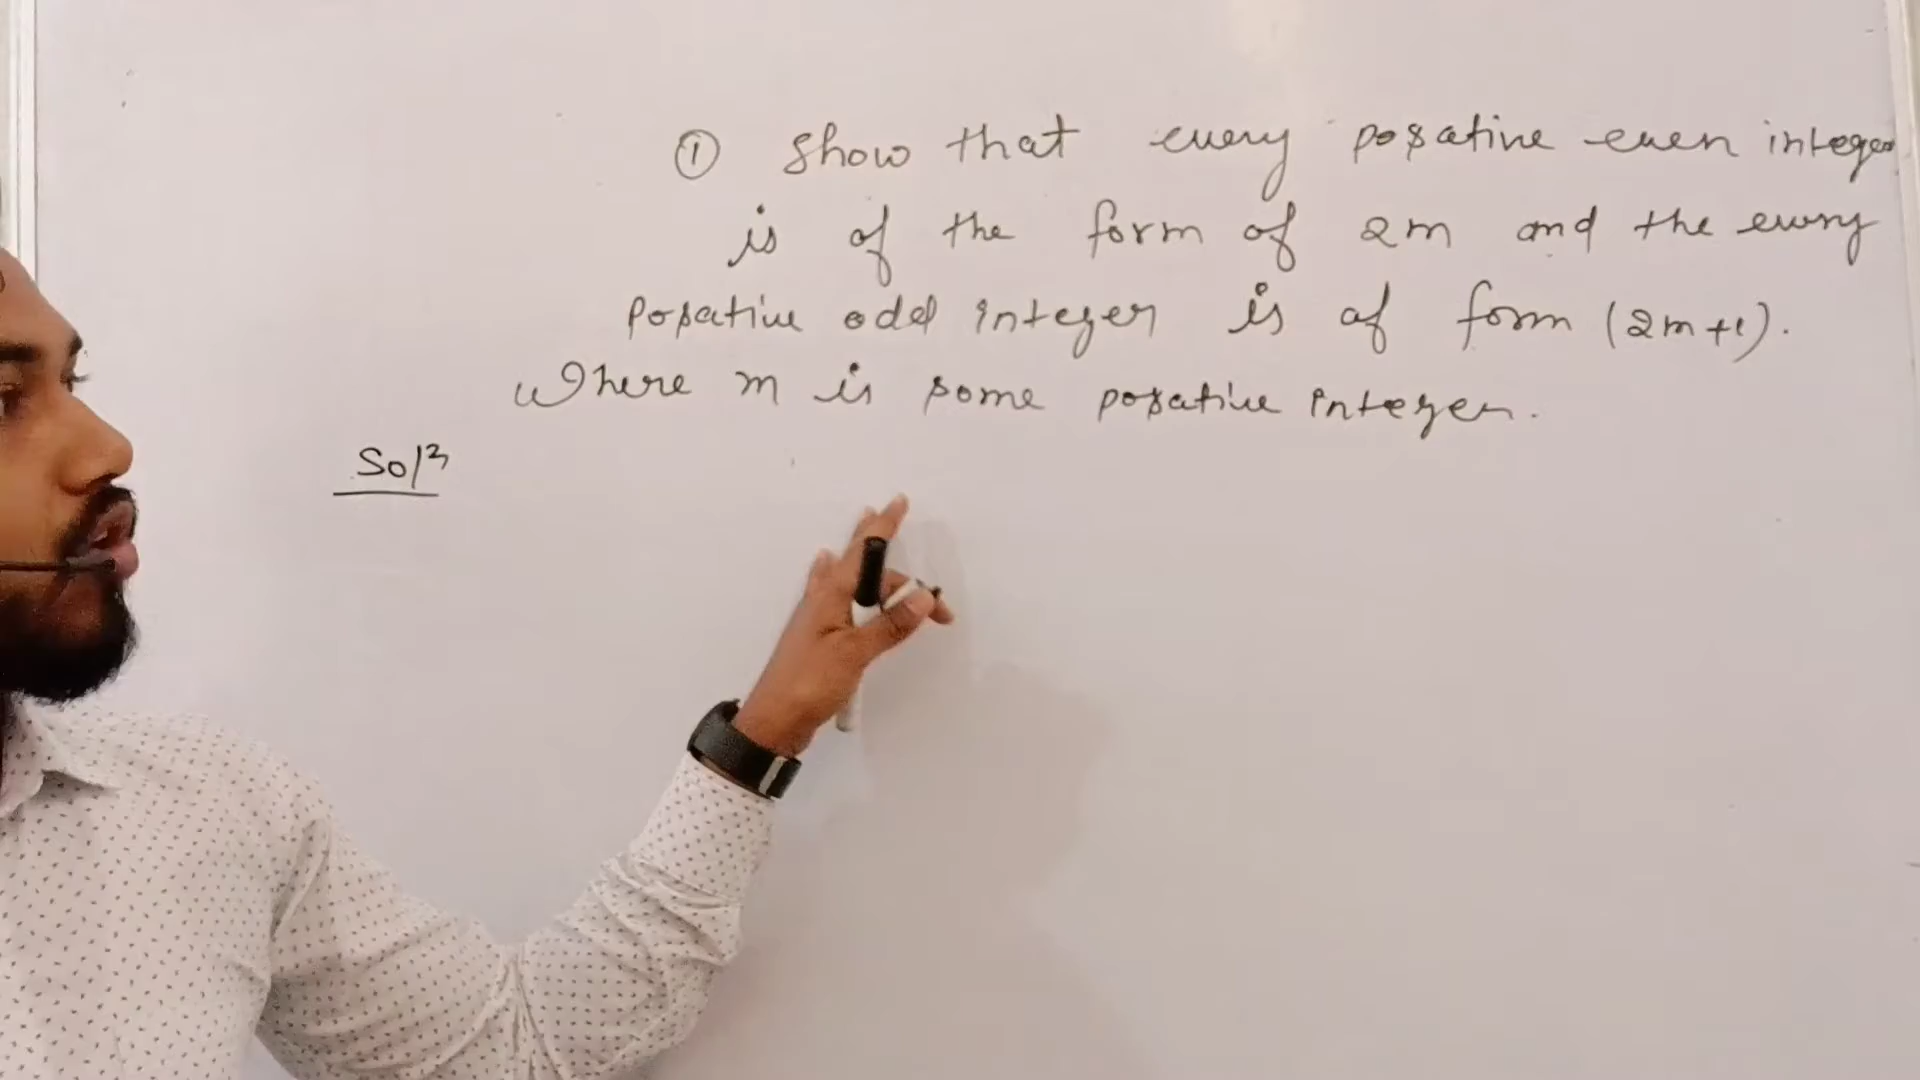 ① Show that every posative even integer
is of the form of 2m and the every
posative odd integer is of form (2m+1).
Where m is some posative integer.
Solⁿ